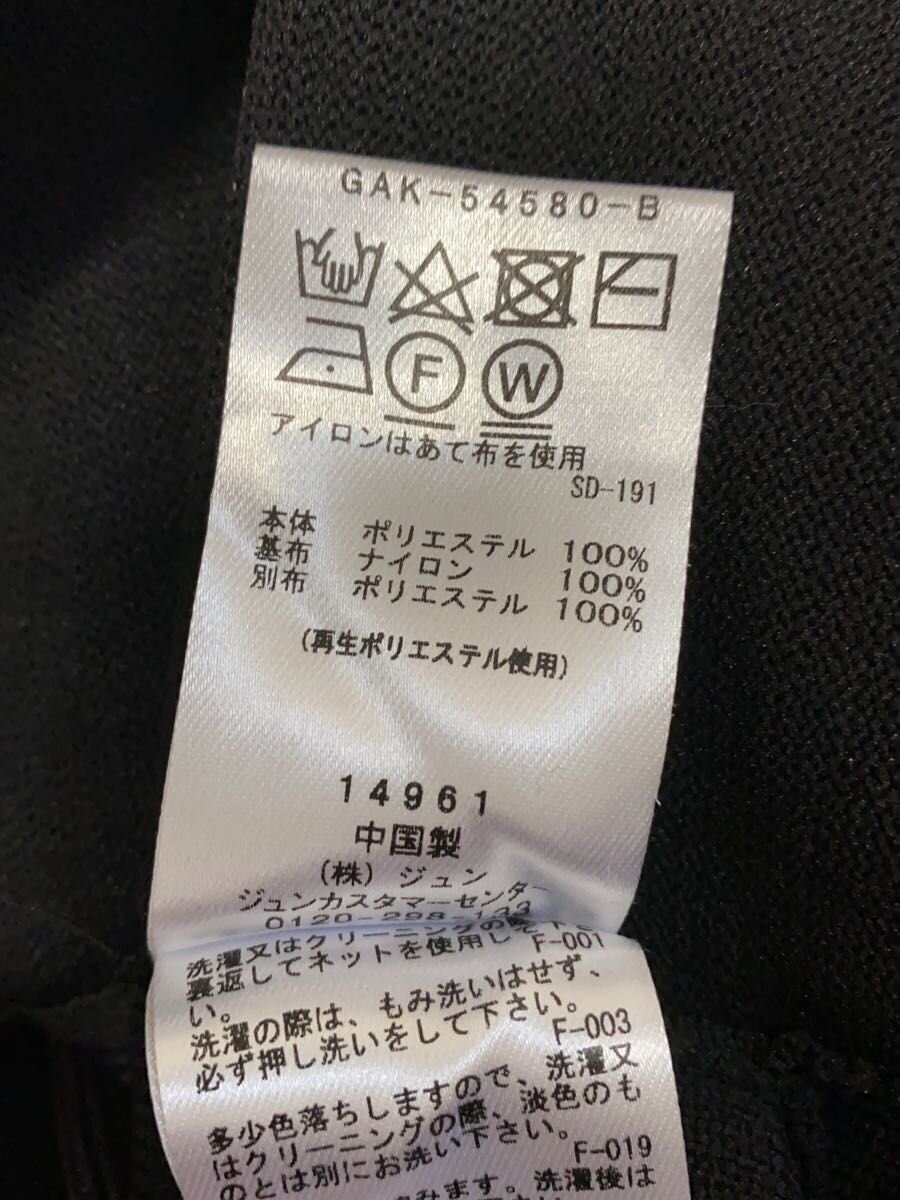 GAK-54580-B
F W
アイロンはあて布を使用
SD-191
本体 ポリエステル 100%
基布 ナイロン 100%
別布 ポリエステル 100%
(再生ポリエステル使用)
14961
中国製
(株) ジュン
ジュンカスタマーセンター
0120-298-133
洗濯又はクリーニングの際
裏返してネットを使用して下さ
い。 F-001
洗濯の際は、もみ洗いはせず、
必ず押し洗いをして下さい。
F-003
多少色落ちしますので、洗濯又
はクリーニングの際、淡色のも
のとは別にお洗い下さい。
F-019
みます。洗濯後は